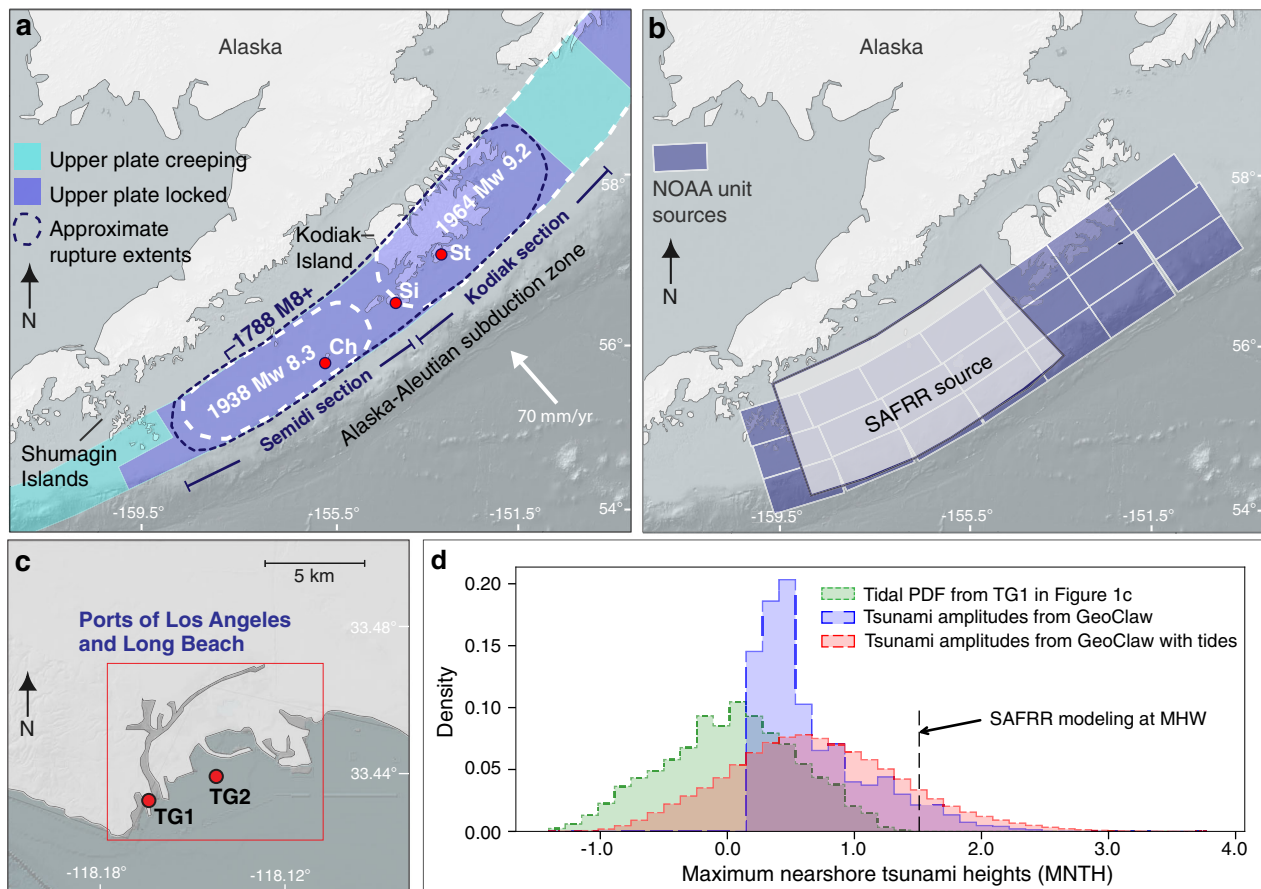 a
Alaska
Upper plate creeping
Upper plate locked
Approximate
rupture extents
N
Kodiak
Island
1964 Mw 9.2
St
Si
Kodiak section
1788 M8+
1938 Mw 8.3
Ch
Semidi section
Alaska-Aleutian subduction zone
70 mm/yr
Shumagin
Islands
58°
56°
54°
-159.5°
-155.5°
-151.5°
b
Alaska
NOAA unit
sources
N
SAFRR source
58°
56°
54°
-159.5°
-155.5°
-151.5°
c
5 km
Ports of Los Angeles
and Long Beach
33.48°
N
33.44°
TG2
TG1
-118.18°
-118.12°
d
0.20
0.15
0.10
0.05
0.00
Density
Tidal PDF from TG1 in Figure 1c
Tsunami amplitudes from GeoClaw
Tsunami amplitudes from GeoClaw with tides
SAFRR modeling at MHW
-1.0
0.0
1.0
2.0
3.0
4.0
Maximum nearshore tsunami heights (MNTH)